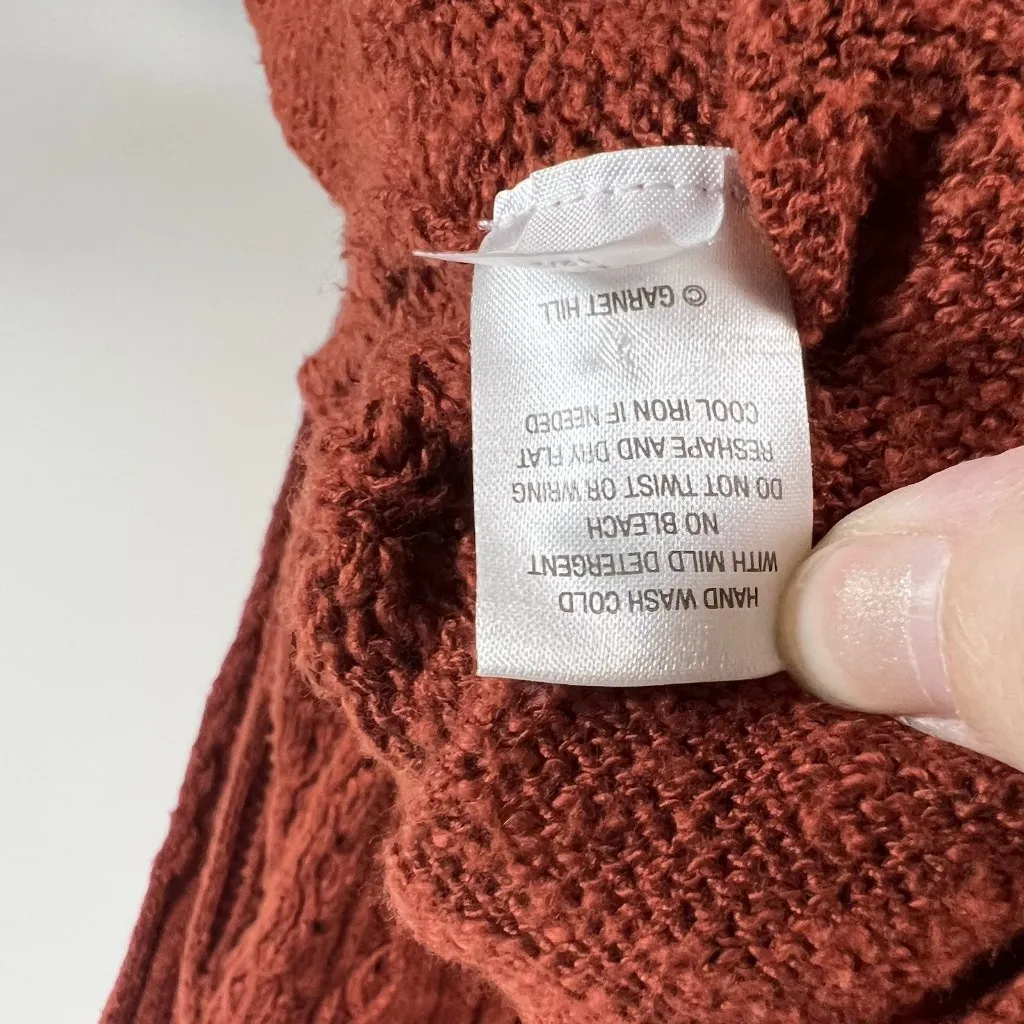 HAND WASH COLD
WITH MILD DETERGENT
NO BLEACH
DO NOT TWIST OR WRING
RESHAPE AND DRY FLAT
COOL IRON IF NEEDED
© GARNET HILL